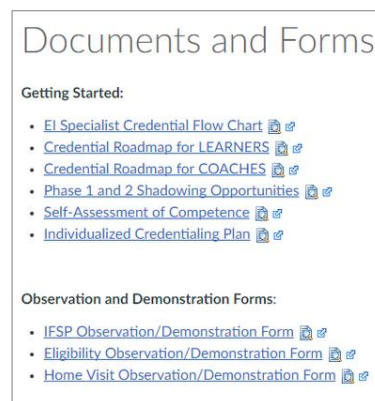 Documents and Forms
Getting Started:
• EI Specialist Credential Flow Chart
• Credential Roadmap for LEARNERS
• Credential Roadmap for COACHES
• Phase 1 and 2 Shadowing Opportunities
• Self-Assessment of Competence
• Individualized Credentialing Plan
Observation and Demonstration Forms:
• IFSP Observation/Demonstration Form
• Eligibility Observation/Demonstration Form
• Home Visit Observation/Demonstration Form